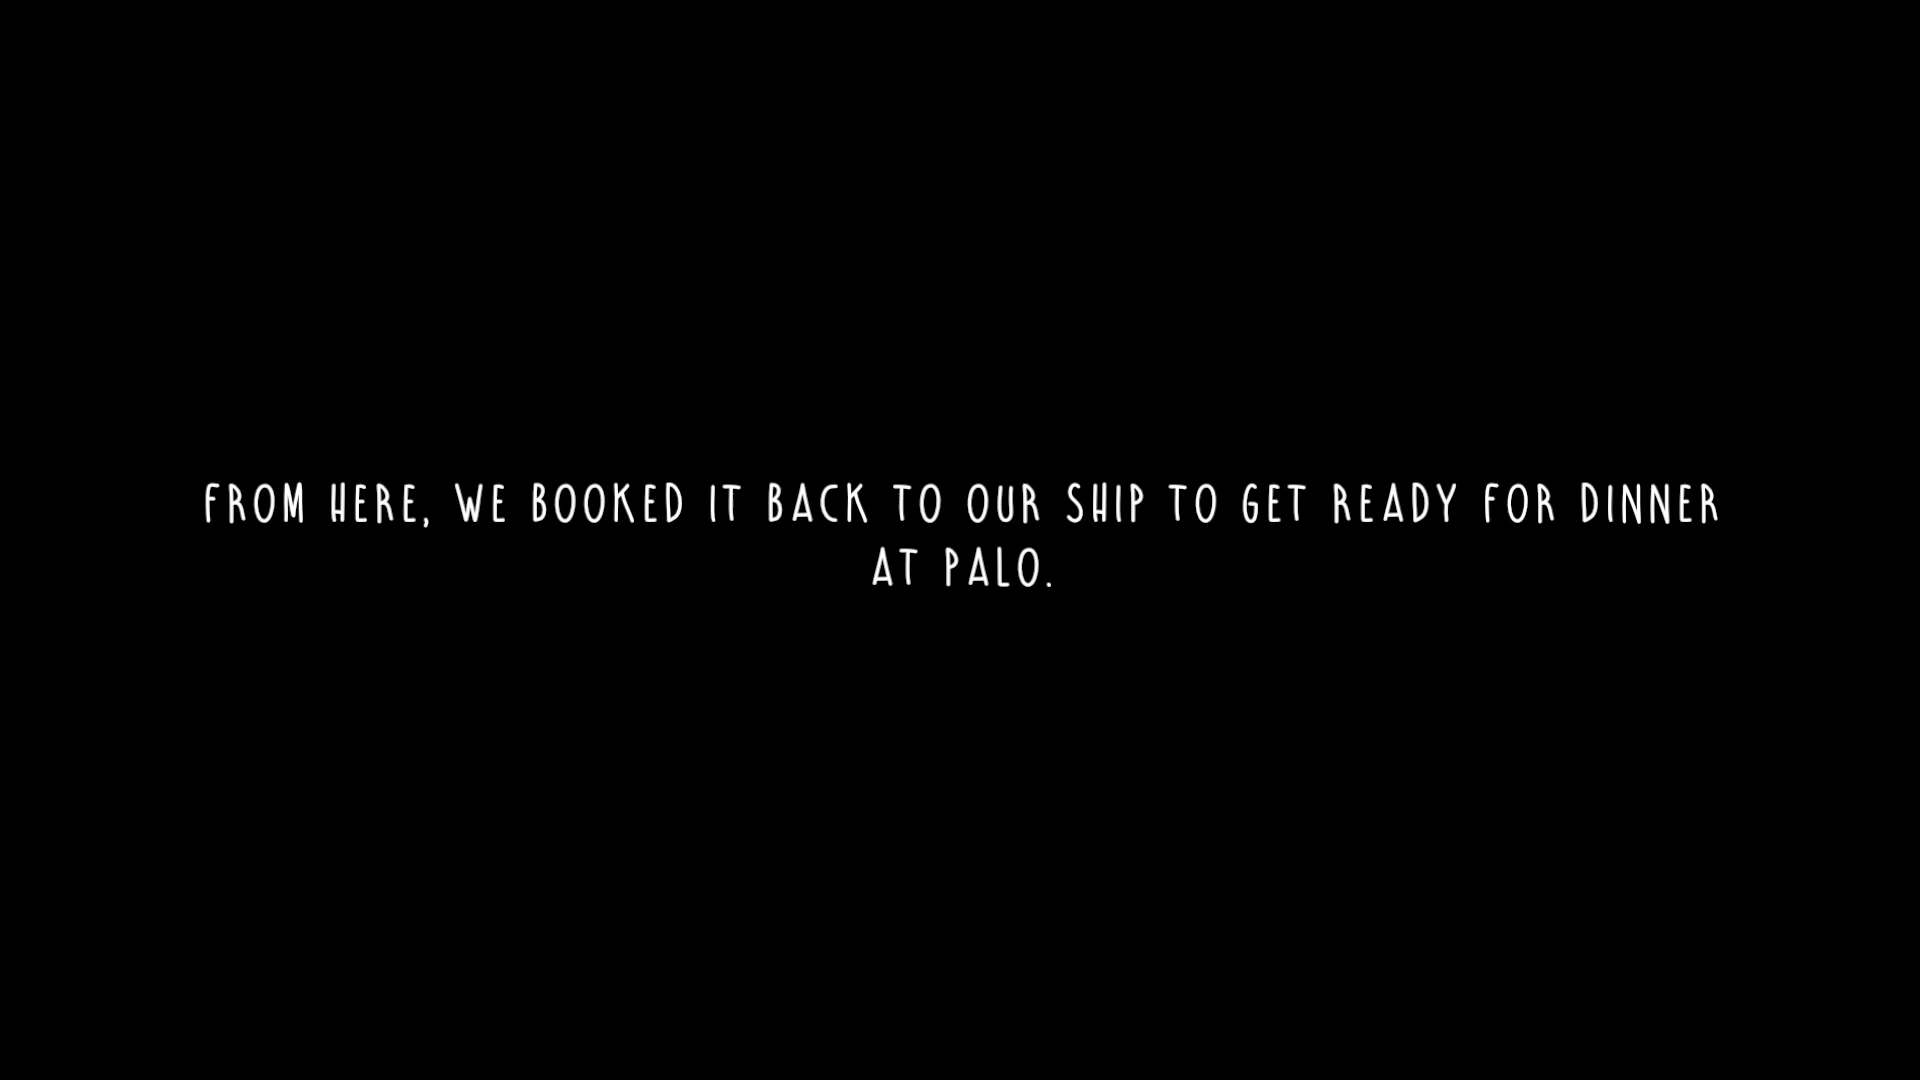 FROM HERE, WE BOOKED IT BACK TO OUR SHIP TO GET READY FOR DINNER
AT PALO.